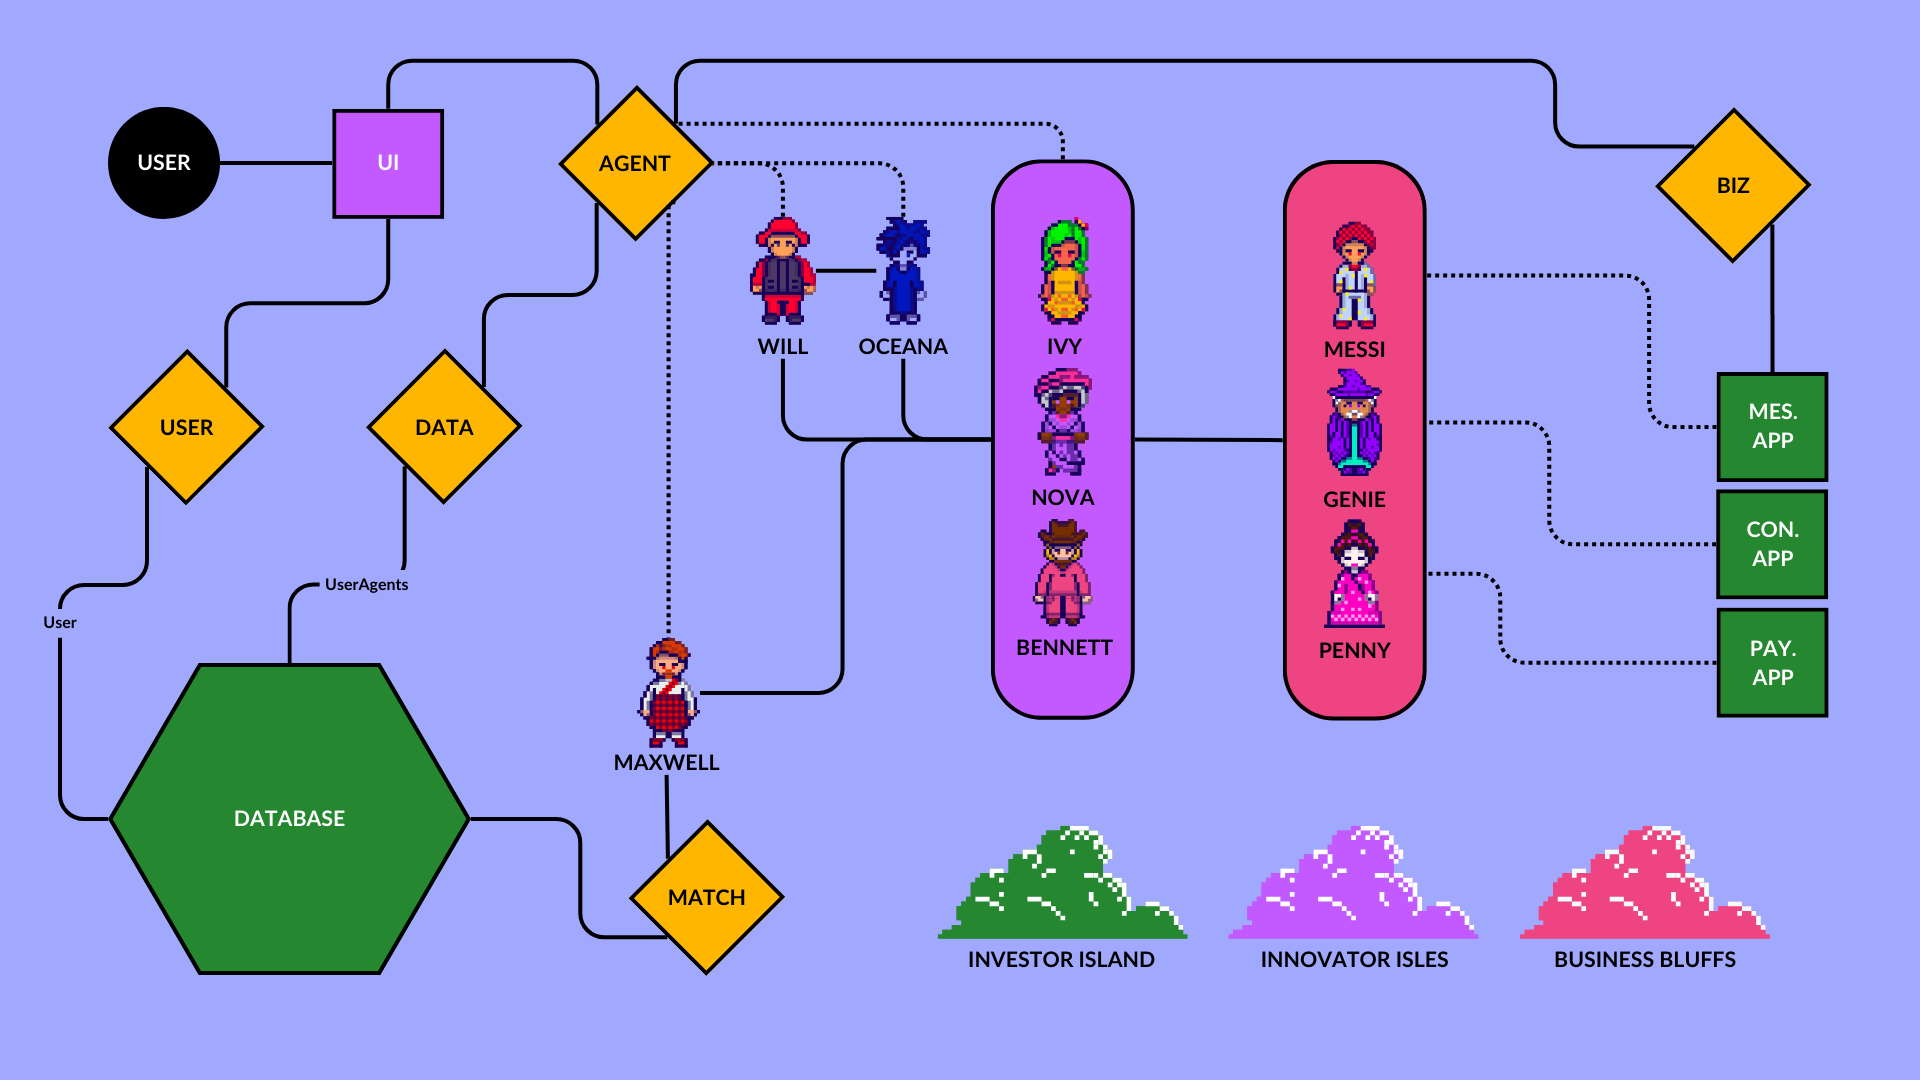 USER
UI
AGENT
BIZ
WILL
OCEANA
IVY
MESSI
MES.
APP
USER
DATA
NOVA
GENIE
CON.
APP
UserAgents
User
BENNETT
PENNY
PAY.
APP
MAXWELL
DATABASE
MATCH
INVESTOR ISLAND
INNOVATOR ISLES
BUSINESS BLUFFS